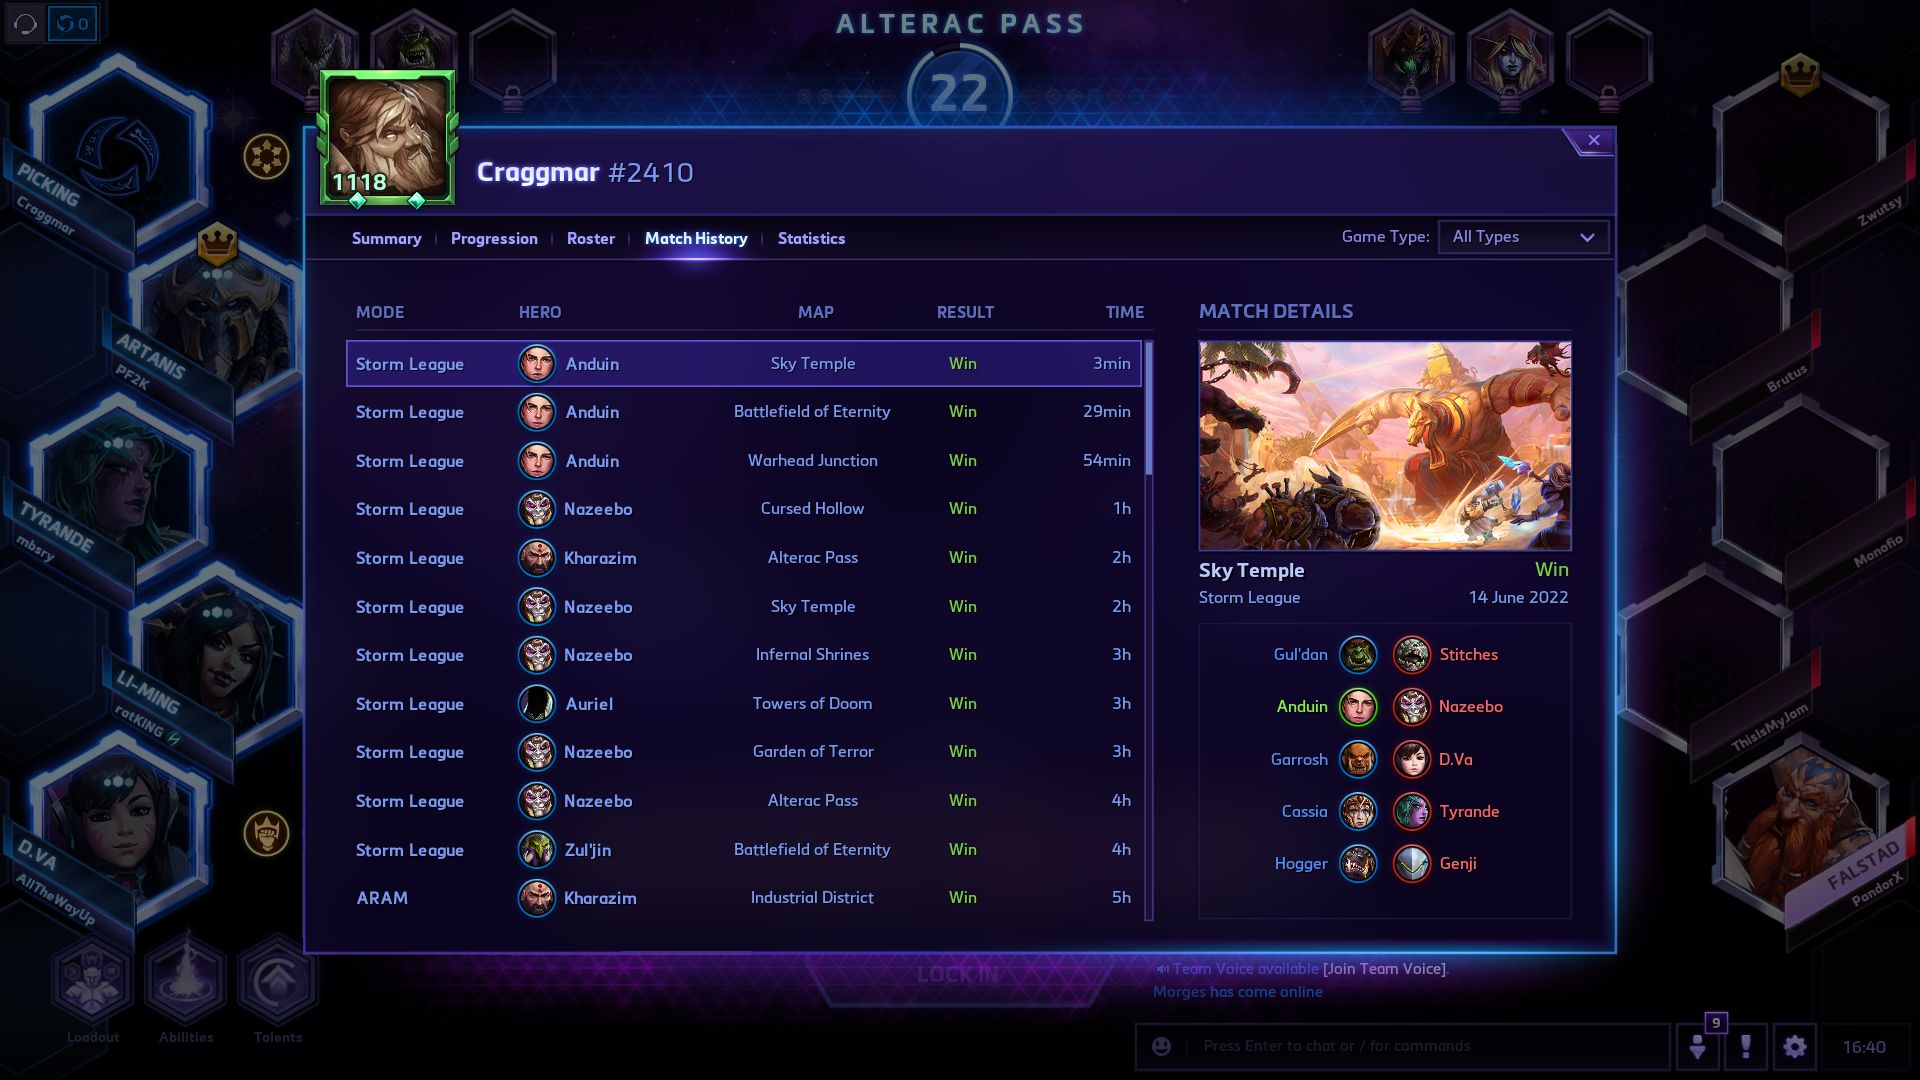 0
ALTERAC PASS
22
1118
Craggmar #2410
Summary
Progression
Roster
Match History
Statistics
Game Type:
All Types
MODE HERO MAP RESULT TIME
Storm League Anduin Sky Temple Win 3min
Storm League Anduin Battlefield of Eternity Win 29min
Storm League Anduin Warhead Junction Win 54min
Storm League Nazeebo Cursed Hollow Win 1h
Storm League Kharazim Alterac Pass Win 2h
Storm League Nazeebo Sky Temple Win 2h
Storm League Nazeebo Infernal Shrines Win 3h
Storm League Auriel Towers of Doom Win 3h
Storm League Nazeebo Garden of Terror Win 3h
Storm League Nazeebo Alterac Pass Win 4h
Storm League Zul'jin Battlefield of Eternity Win 4h
ARAM Kharazim Industrial District Win 5h
MATCH DETAILS
Sky Temple Win
Storm League 14 June 2022
Gul'dan Stitches
Anduin Nazeebo
Garrosh D.Va
Cassia Tyrande
Hogger Genji
PICKING
Craggmar
ARTANIS
PF2K
TYRANDE
mbsry
LI-MING
ratKING
D.VA
AllTheWayUp
Zwutsy
Brutus
Monofio
ThisIsMyJam
FALSTAD
PandorX
LOCK IN
Loadout
Abilities
Talents
Team Voice available [Join Team Voice].
Morges has come online
Press Enter to chat or / for commands
9
16:40